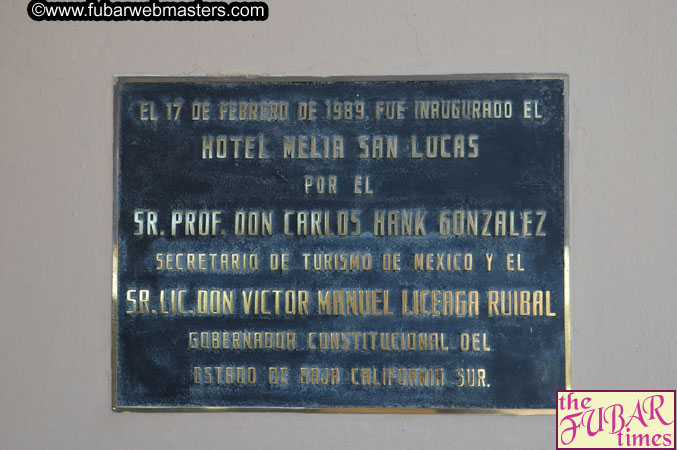 ©www.fubarwebmasters.com
EL 17 DE FEBRERO DE 1989, FUE INAUGURADO EL
HOTEL MELIA SAN LUCAS
POR EL
SR. PROF. DON CARLOS HANK GONZALEZ
SECRETARIO DE TURISMO DE MEXICO Y EL
SR. LIC. DON VICTOR MANUEL LICEAGA RUIBAL
GOBERNADOR CONSTITUCIONAL DEL
ESTADO DE BAJA CALIFORNIA SUR.
the
FUBAR
times